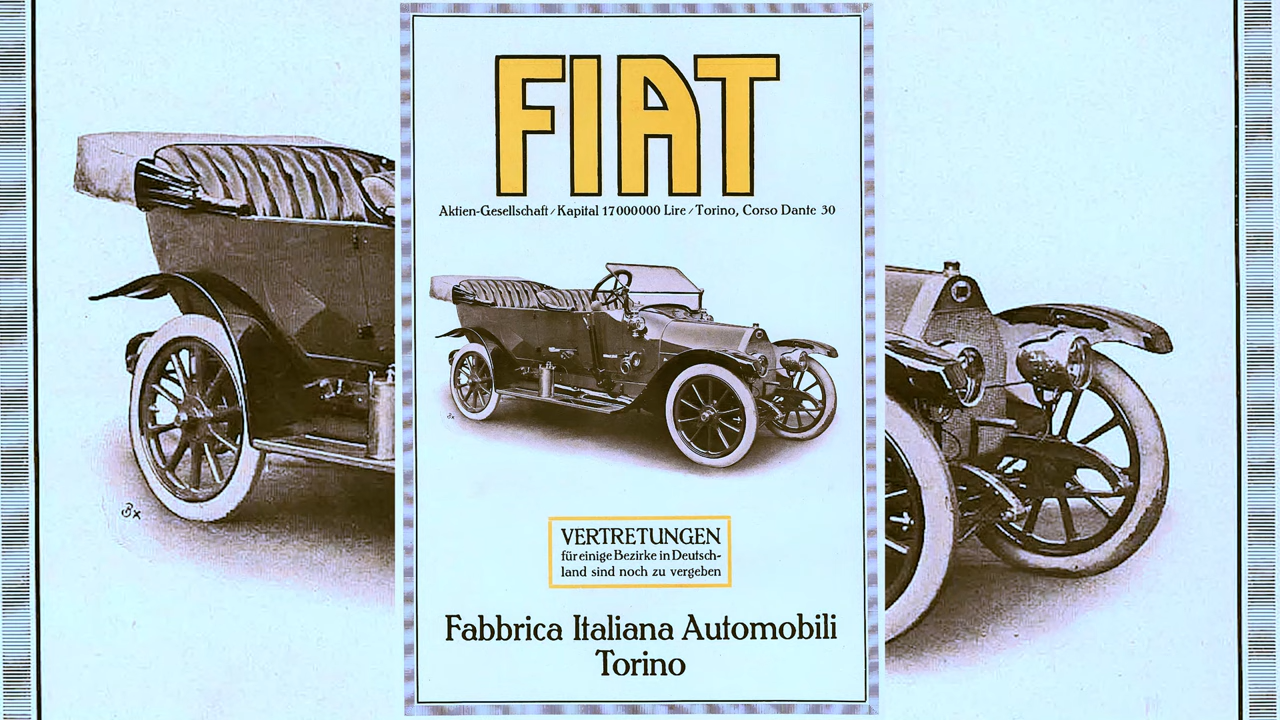 FIAT
Aktien-Gesellschaft / Kapital 17000000 Lire / Torino, Corso Dante 30
VERTRETUNGEN
für einige Bezirke in Deutsch-
land sind noch zu vergeben
Fabbrica Italiana Automobili
Torino